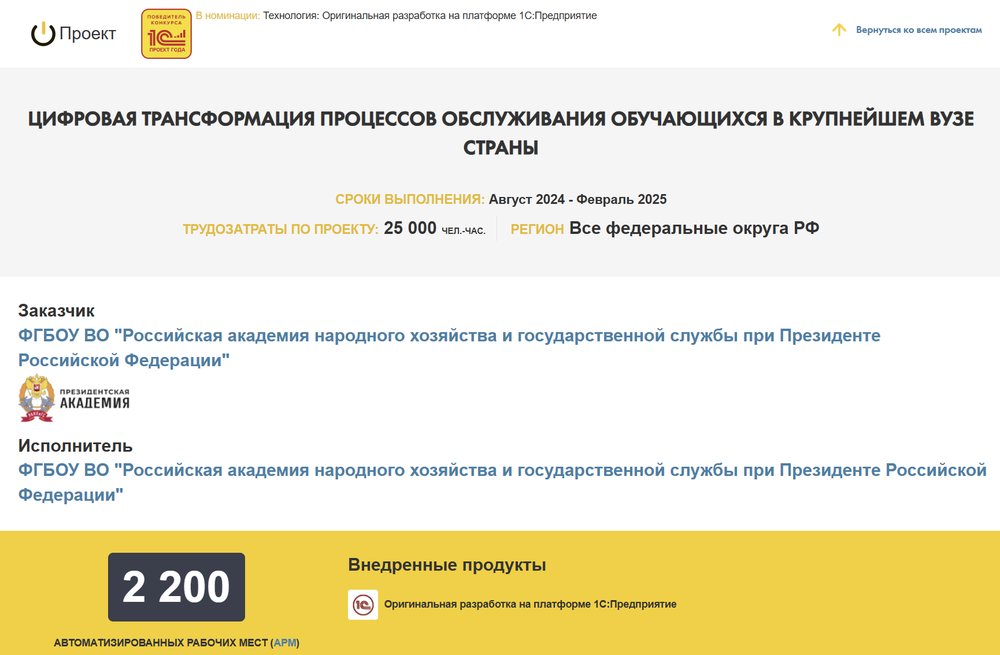 Проект
ПОБЕДИТЕЛЬ
КОНКУРСА
1С
ПРОЕКТ ГОДА
В номинации: Технология: Оригинальная разработка на платформе 1С:Предприятие
Вернуться ко всем проектам
ЦИФРОВАЯ ТРАНСФОРМАЦИЯ ПРОЦЕССОВ ОБСЛУЖИВАНИЯ ОБУЧАЮЩИХСЯ В КРУПНЕЙШЕМ ВУЗЕ
СТРАНЫ
СРОКИ ВЫПОЛНЕНИЯ: Август 2024 - Февраль 2025
ТРУДОЗАТРАТЫ ПО ПРОЕКТУ: 25 000 ЧЕЛ.-ЧАС.
РЕГИОН Все федеральные округа РФ
Заказчик
ФГБОУ ВО "Российская академия народного хозяйства и государственной службы при Президенте
Российской Федерации"
РАНХиГС
ПРЕЗИДЕНТСКАЯ
АКАДЕМИЯ
Исполнитель
ФГБОУ ВО "Российская академия народного хозяйства и государственной службы при Президенте Российской
Федерации"
2 200
АВТОМАТИЗИРОВАННЫХ РАБОЧИХ МЕСТ (АРМ)
Внедренные продукты
1С
Оригинальная разработка на платформе 1С:Предприятие